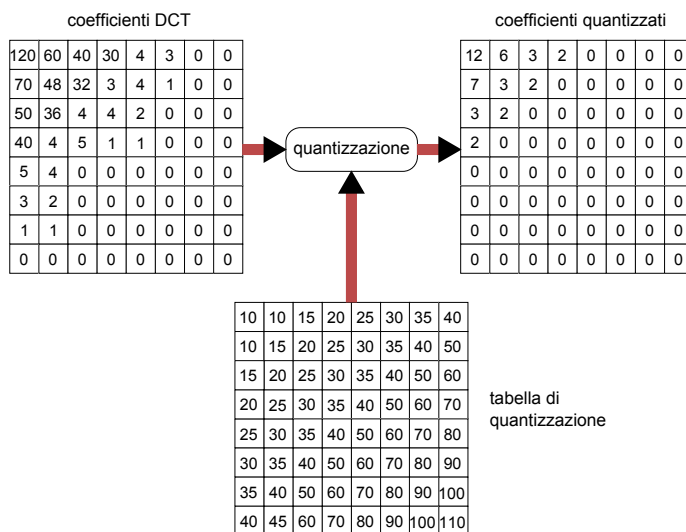 coefficienti DCT
coefficienti quantizzati
120 60 40 30 4 3 0 0
70 48 32 3 4 1 0 0
50 36 4 4 2 0 0 0
40 4 5 1 1 0 0 0
5 4 0 0 0 0 0 0
3 2 0 0 0 0 0 0
1 1 0 0 0 0 0 0
0 0 0 0 0 0 0 0
quantizzazione
12 6 3 2 0 0 0 0
7 3 2 0 0 0 0 0
3 2 0 0 0 0 0 0
2 0 0 0 0 0 0 0
0 0 0 0 0 0 0 0
0 0 0 0 0 0 0 0
0 0 0 0 0 0 0 0
0 0 0 0 0 0 0 0
10 10 15 20 25 30 35 40
10 15 20 25 30 35 40 50
15 20 25 30 35 40 50 60
20 25 30 35 40 50 60 70
25 30 35 40 50 60 70 80
30 35 40 50 60 70 80 90
35 40 50 60 70 80 90 100
40 45 60 70 80 90 100 110
tabella di
quantizzazione